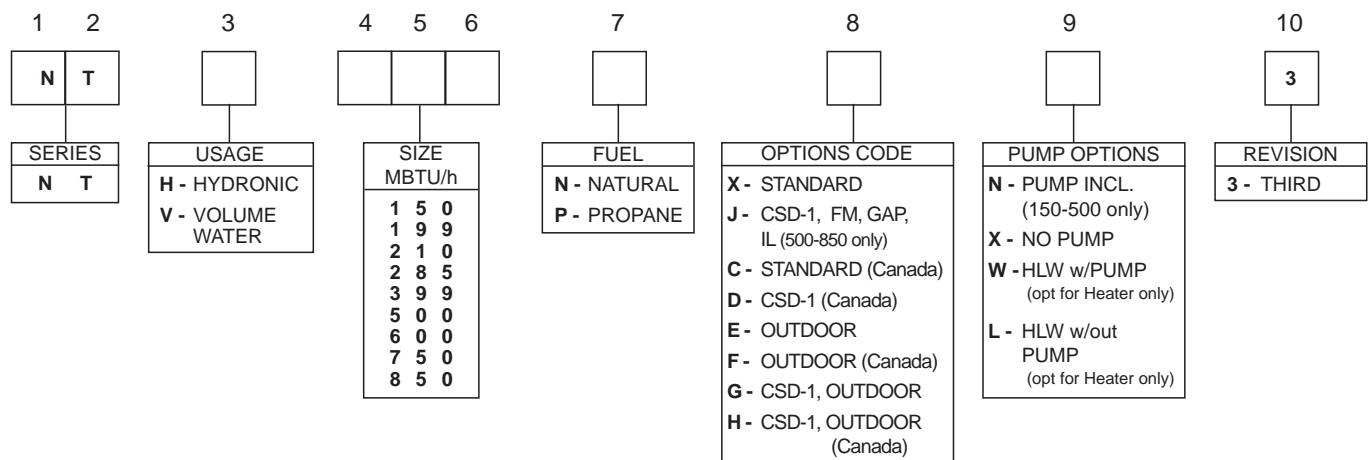 1 2 3 4 5 6 7 8 9 10
N T 3
SERIES
N T
USAGE
H - HYDRONIC
V - VOLUME
WATER
SIZE
MBTU/h
1 5 0
1 9 9
2 1 0
2 8 5
3 9 9
5 0 0
6 0 0
7 5 0
8 5 0
FUEL
N - NATURAL
P - PROPANE
OPTIONS CODE
X - STANDARD
J - CSD-1, FM, GAP,
IL (500-850 only)
C - STANDARD (Canada)
D - CSD-1 (Canada)
E - OUTDOOR
F - OUTDOOR (Canada)
G - CSD-1, OUTDOOR
H - CSD-1, OUTDOOR
(Canada)
PUMP OPTIONS
N - PUMP INCL.
(150-500 only)
X - NO PUMP
W - HLW w/PUMP
(opt for Heater only)
L - HLW w/out
PUMP
(opt for Heater only)
REVISION
3 - THIRD